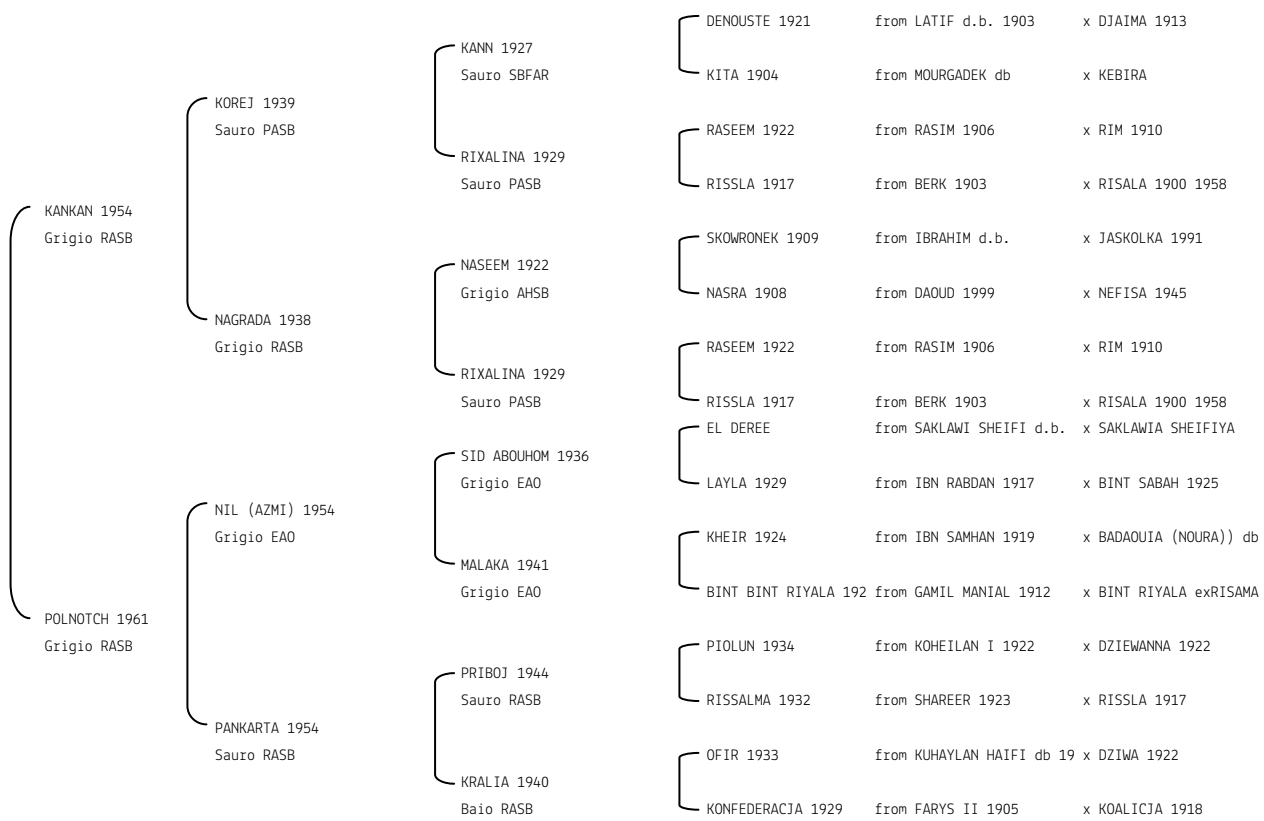 DENOUSTE 1921 from LATIF d.b. 1903 x DJAIMA 1913
KANN 1927
Sauro SBFAR
KITA 1904 from MOURGADEK db x KEBIRA
KOREJ 1939
Sauro PASB
RASEEM 1922 from RASIM 1906 x RIM 1910
RIXALINA 1929
Sauro PASB
RISSLA 1917 from BERK 1903 x RISALA 1900 1958
KANKAN 1954
Grigio RASB
SKOWRONEK 1909 from IBRAHIM d.b. x JASKOLKA 1991
NASEEM 1922
Grigio AHSB
NASRA 1908 from DAOUD 1999 x NEFISA 1945
NAGRADA 1938
Grigio RASB
RASEEM 1922 from RASIM 1906 x RIM 1910
RIXALINA 1929
Sauro PASB
RISSLA 1917 from BERK 1903 x RISALA 1900 1958
EL DEREE from SAKLAWI SHEIFI d.b. x SAKLAWIA SHEIFIYA
SID ABOUHOM 1936
Grigio EAO
LAYLA 1929 from IBN RABDAN 1917 x BINT SABAH 1925
NIL (AZMI) 1954
Grigio EAO
KHEIR 1924 from IBN SAMHAN 1919 x BADAOUIA (NOURA)) db
MALAKA 1941
Grigio EAO
BINT BINT RIYALA 192 from GAMIL MANIAL 1912 x BINT RIYALA exRISAMA
POLNOTCH 1961
Grigio RASB
PIOLUN 1934 from KOHEILAN I 1922 x DZIEWANNA 1922
PRIBOJ 1944
Sauro RASB
RISSALMA 1932 from SHAREER 1923 x RISSLA 1917
PANKARTA 1954
Sauro RASB
OFIR 1933 from KUHAYLAN HAIFI db 19 x DZIWA 1922
KRALIA 1940
Baio RASB
KONFEDERACJA 1929 from FARYS II 1905 x KOALICJA 1918